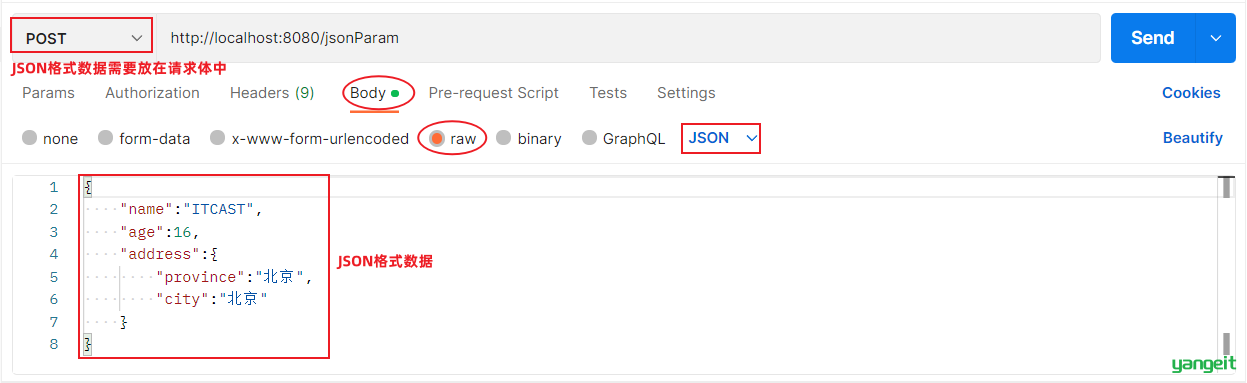 POST http://localhost:8080/jsonParam Send
JSON格式数据需要放在请求体中
Params Authorization Headers (9) Body Pre-request Script Tests Settings Cookies
none form-data x-www-form-urlencoded raw binary GraphQL JSON Beautify
1 {
2 "name":"ITCAST",
3 "age":16,
4 "address":{
5 "province":"北京",
6 "city":"北京"
7 }
8 }
JSON格式数据
yangeit